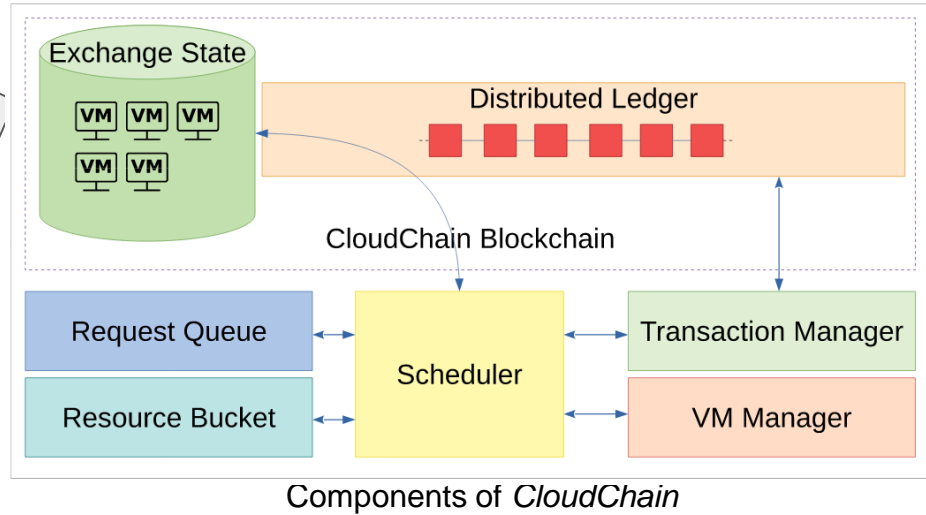 Exchange State
VM VM VM
VM VM
Distributed Ledger
CloudChain Blockchain
Request Queue
Scheduler
Transaction Manager
Resource Bucket
VM Manager
Components of CloudChain